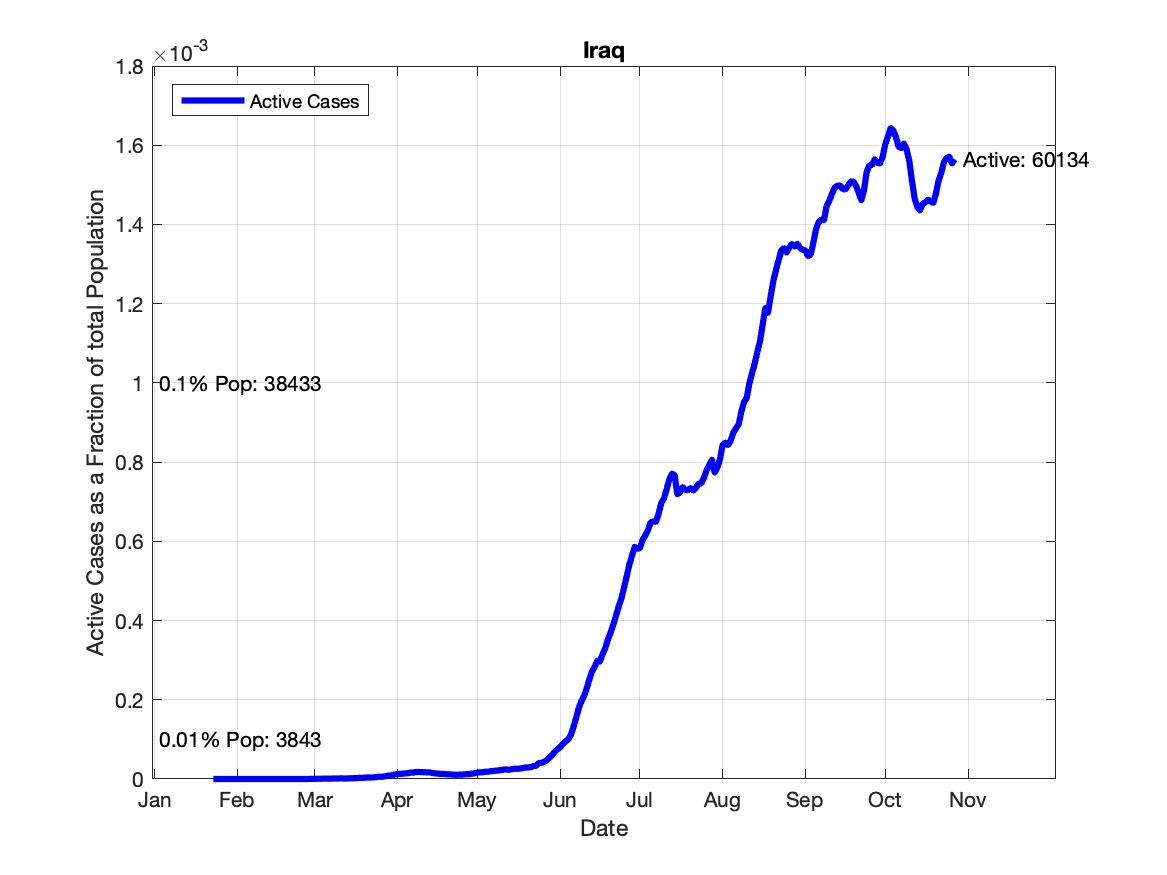 Iraq
×10-3
1.8
1.6
1.4
1.2
1
0.8
0.6
0.4
0.2
0
Active Cases
Active: 60134
0.1% Pop: 38433
0.01% Pop: 3843
Active Cases as a Fraction of total Population
Jan Feb Mar Apr May Jun Jul Aug Sep Oct Nov
Date